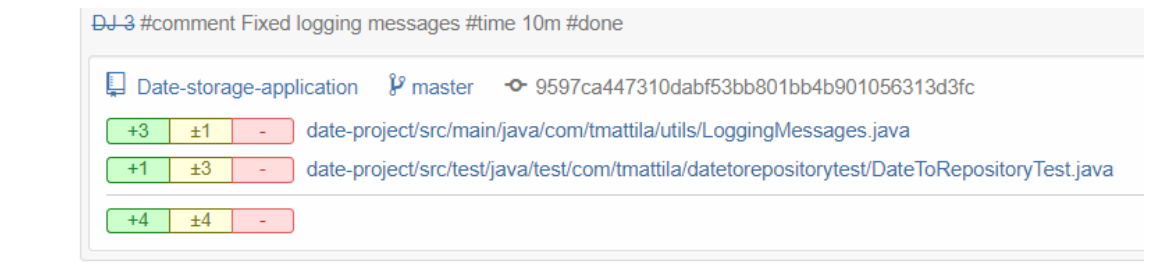 DJ-3 #comment Fixed logging messages #time 10m #done
Date-storage-application master 9597ca447310dabf53bb801bb4b901056313d3fc
+3 ±1 - date-project/src/main/java/com/tmattila/utils/LoggingMessages.java
+1 ±3 - date-project/src/test/java/test/com/tmattila/datetorepositorytest/DateToRepositoryTest.java
+4 ±4 -